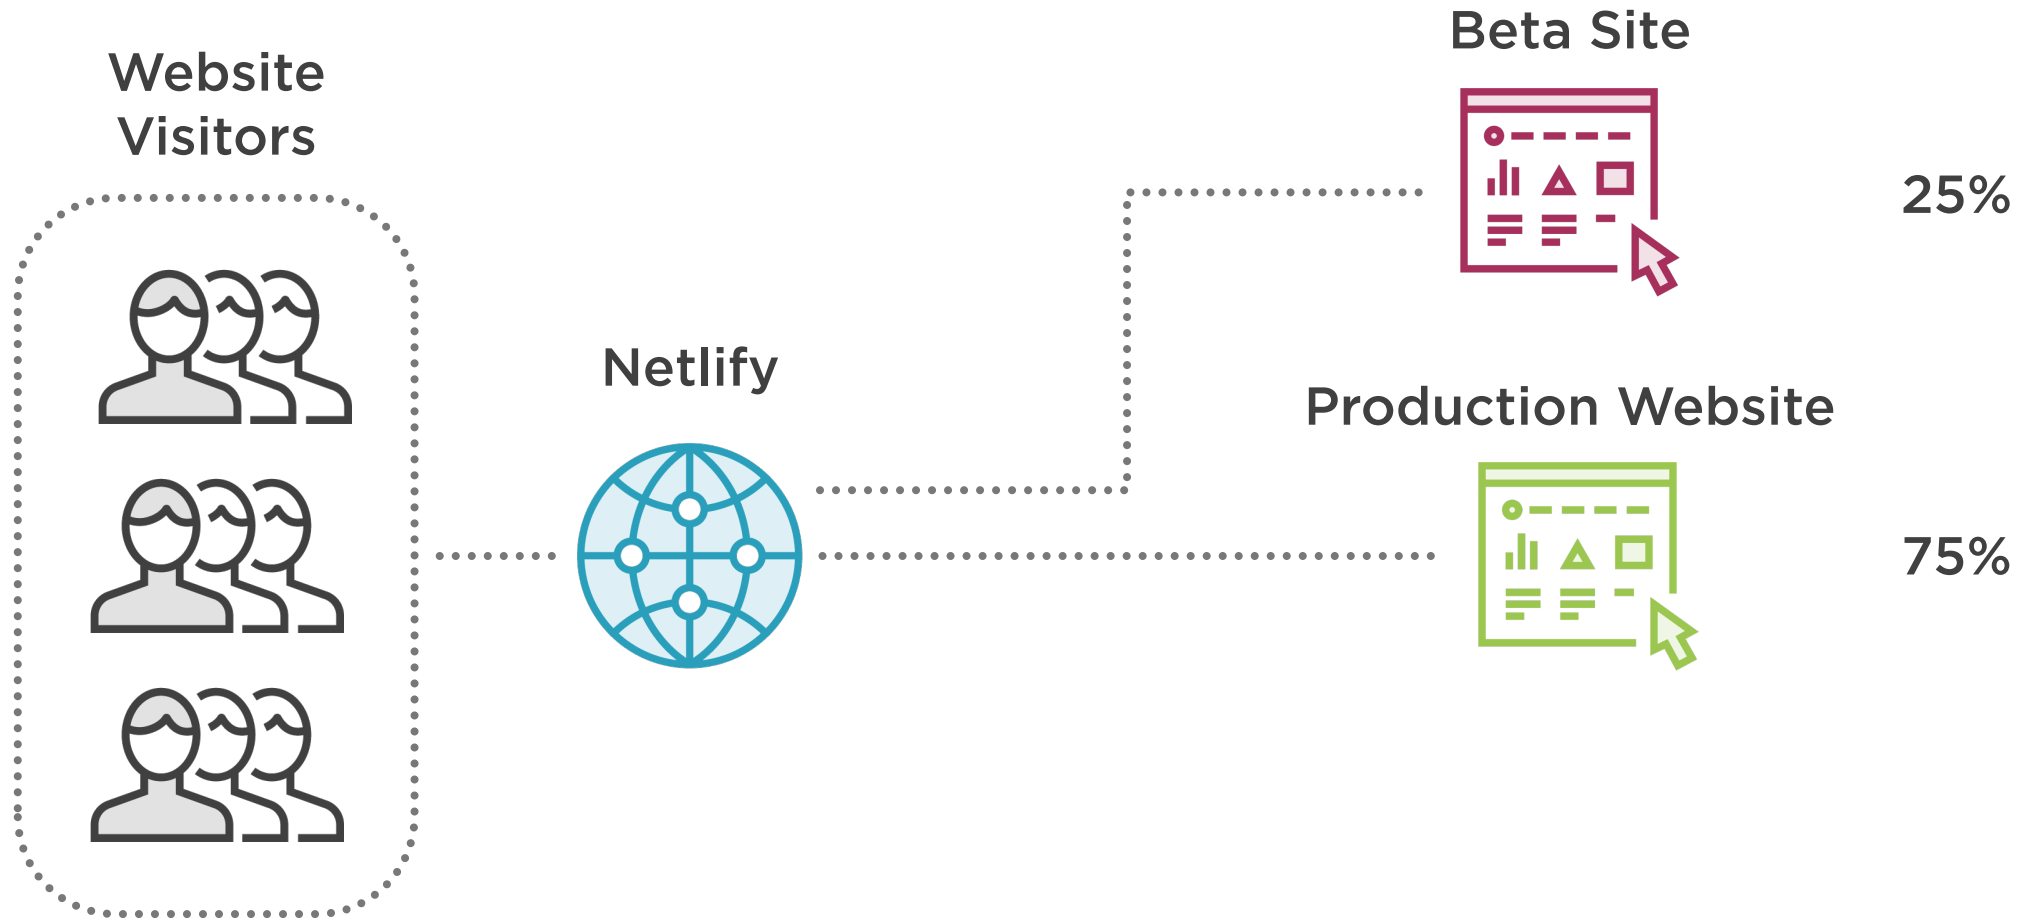 Website
Visitors
Netlify
Beta Site
25%
Production Website
75%